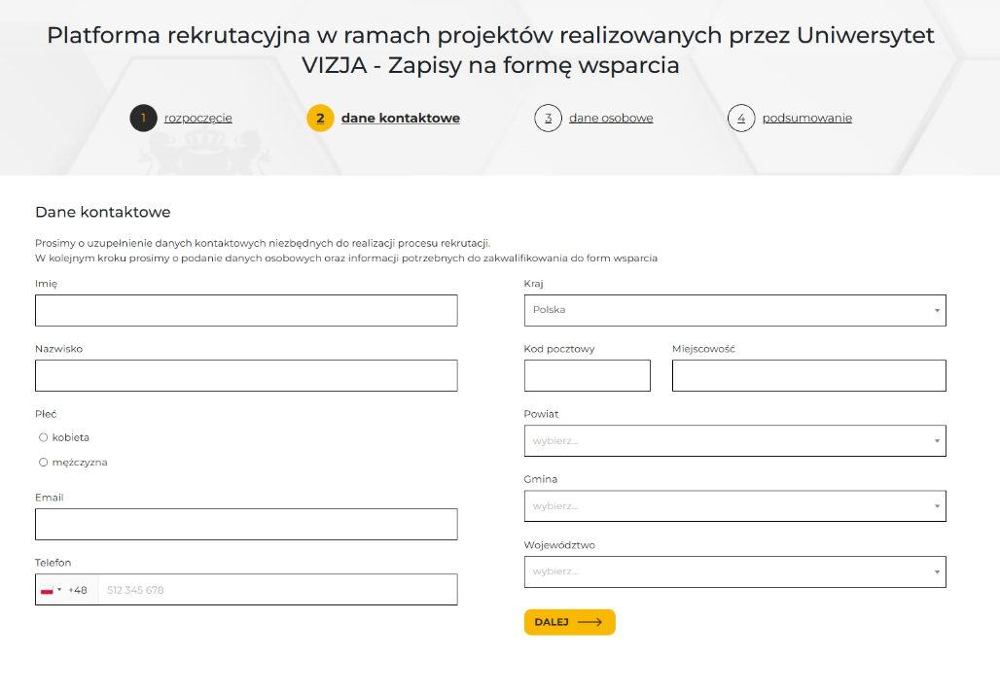 Platforma rekrutacyjna w ramach projektów realizowanych przez Uniwersytet
VIZJA - Zapisy na formę wsparcia
1 rozpoczęcie
2 dane kontaktowe
3 dane osobowe
4 podsumowanie
Dane kontaktowe
Prosimy o uzupełnienie danych kontaktowych niezbędnych do realizacji procesu rekrutacji.
W kolejnym kroku prosimy o podanie danych osobowych oraz informacji potrzebnych do zakwalifikowania do form wsparcia
Imię
Nazwisko
Płeć
kobieta
mężczyzna
Email
Telefon
+48 512 345 678
Kraj
Polska
Kod pocztowy
Miejscowość
Powiat
wybierz...
Gmina
wybierz...
Województwo
wybierz...
DALEJ